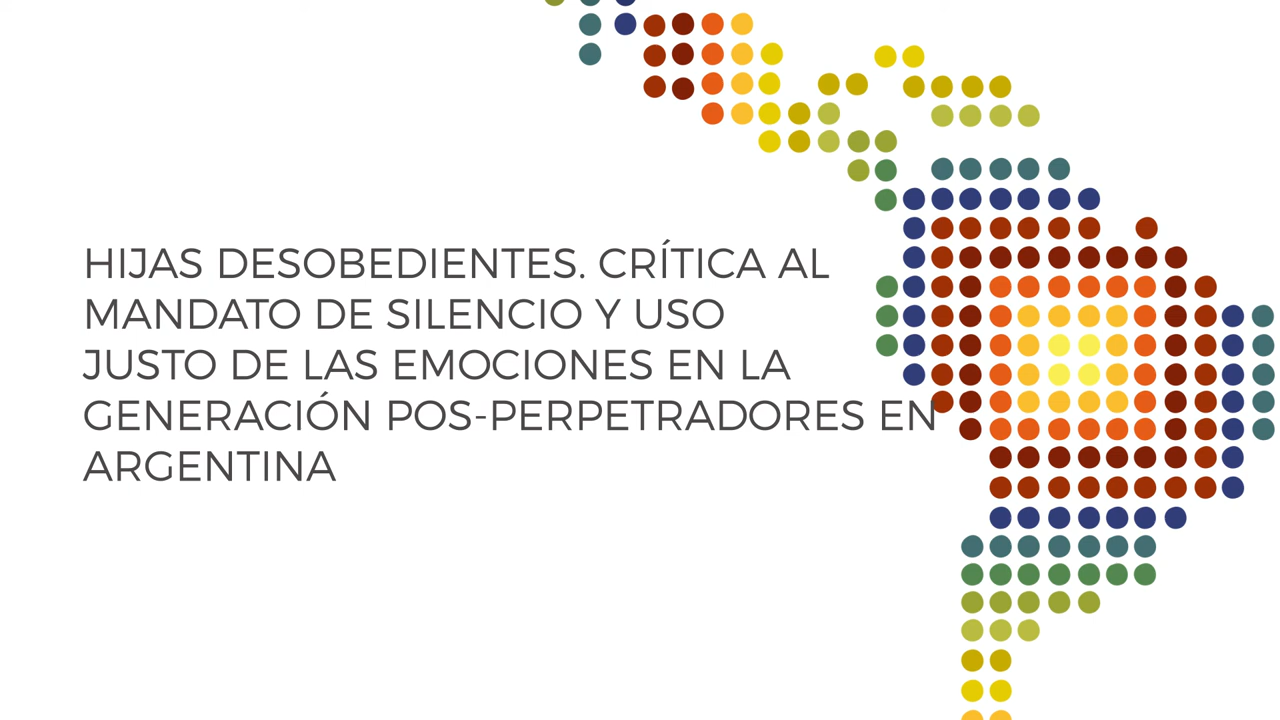 HIJAS DESOBEDIENTES. CRÍTICA AL
MANDATO DE SILENCIO Y USO
JUSTO DE LAS EMOCIONES EN LA
GENERACIÓN POS-PERPETRADORES EN
ARGENTINA